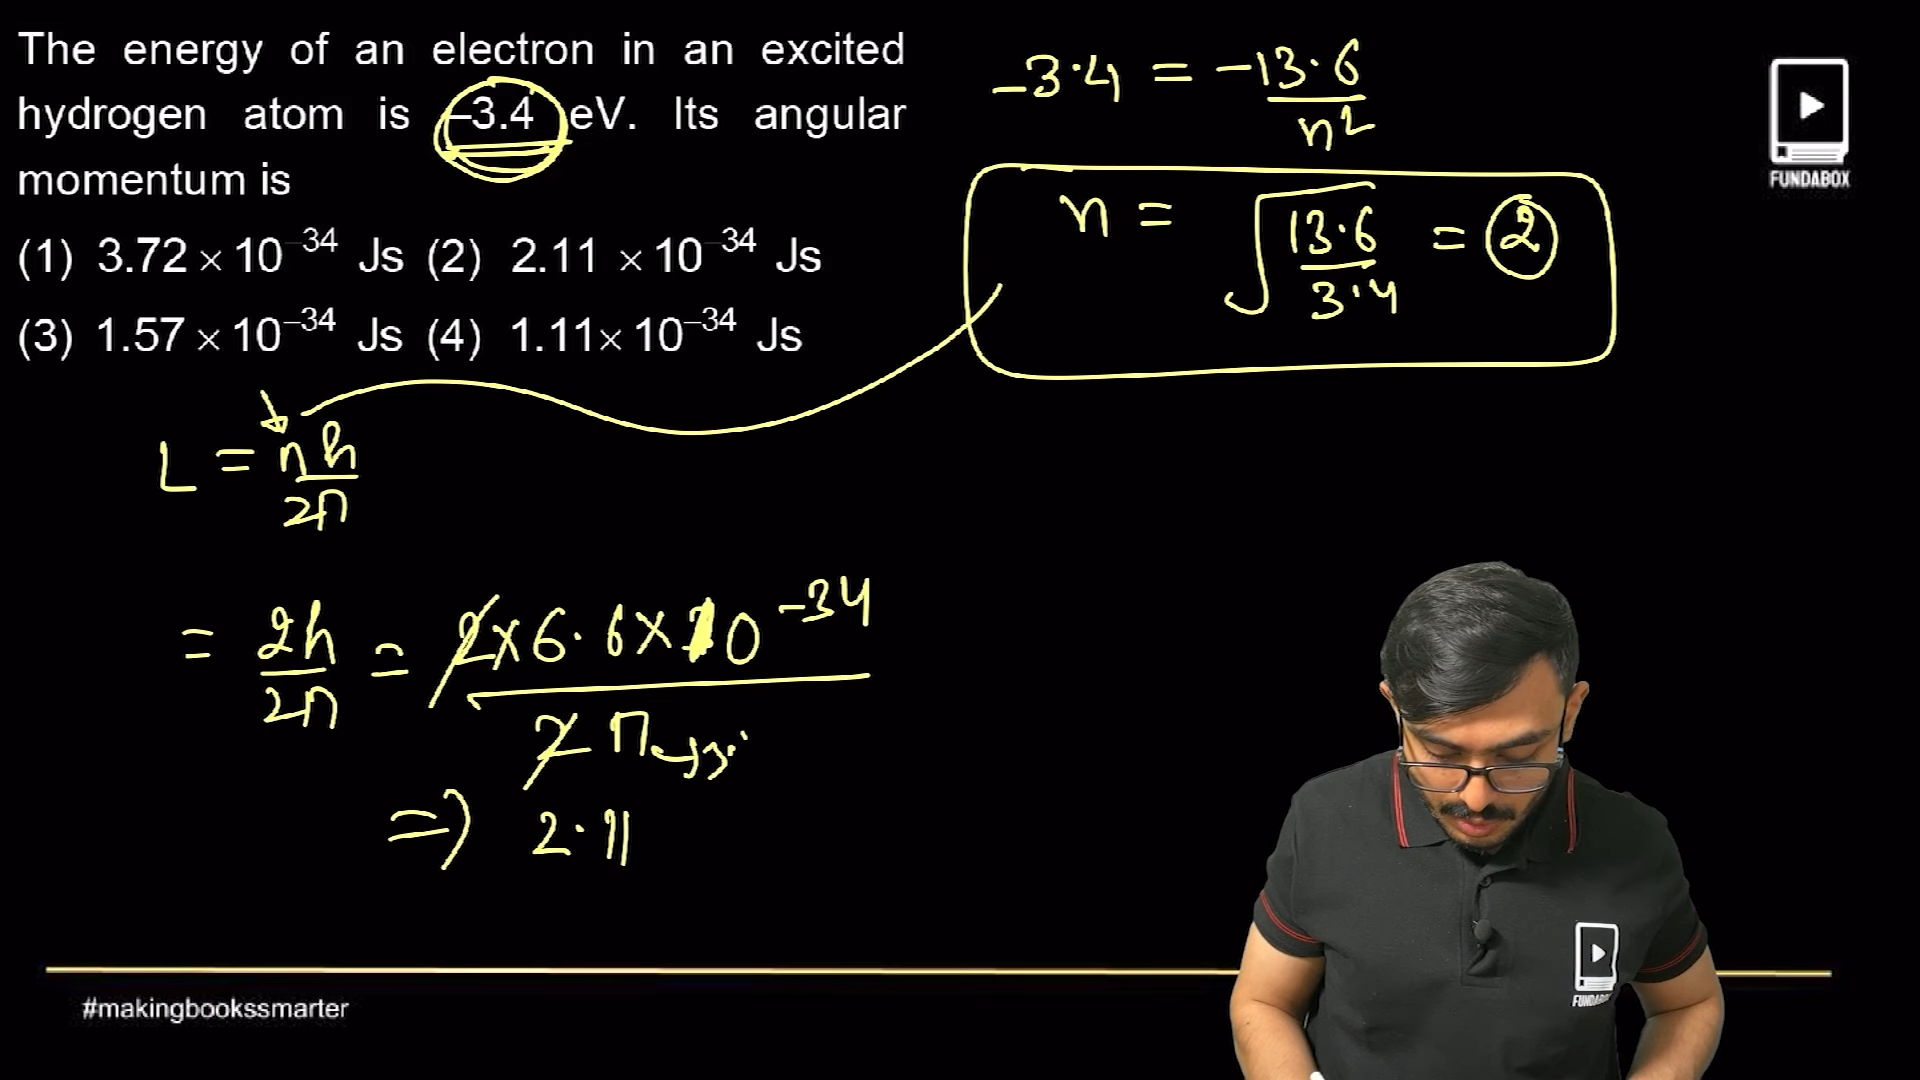 The energy of an electron in an excited
hydrogen atom is –3.4 eV. Its angular
momentum is
(1) 3.72 × 10⁻³⁴ Js (2) 2.11 × 10⁻³⁴ Js
(3) 1.57 × 10⁻³⁴ Js (4) 1.11× 10⁻³⁴ Js
-3.4 = -13.6
n²
n = √13.6 = 2
3.4
FUNDABOX
L = nh
2π
= 2h = 2×6.6×10⁻³⁴
2π 2π
⇒ 2.11
#makingbookssmarter